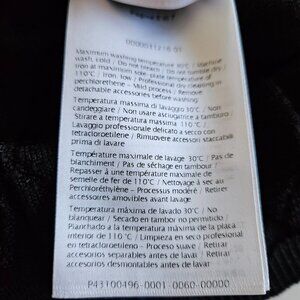 0000031216 01
Maximum washing temperature 30°C / Machine
wash, cold / Do not bleach / Do not tumble dry /
Iron at maximum sole-plate temperature of
110°C / Iron, low / Professional dry cleaning in
perchlorethene - Mild process / Remove
detachable accessories before washing
Temperatura massima di lavaggio 30°C / Non
candeggiare / Non usare asciugatrice a tamburo
/ Stirare a temperatura massima 110°C /
Lavaggio professionale delicato a secco con
tetracloroetilene / Rimuovere accessori staccabili
prima di lavare
Température maximale de lavage 30°C / Pas de
blanchiment / Pas de séchage en tambour /
Repasser à une température maximale de
semelle de fer de 110°C / Nettoyage à sec au
Perchloréthylène - Processus modéré / Retirez
accessoires amovibles avant lavage
Temperatura máxima de lavado 30°C / No
blanquear / Secado en tambor no permitido /
Planchado a la temperatura máxima de la placa
interior de 110°C / Limpieza en seco profesional
en tetracloroetileno - Proceso suave / Retirar
accesorios separables antes de lavar / Retirar
accesorios desmontables antes de lavar
P43100496-0001-0060-00000